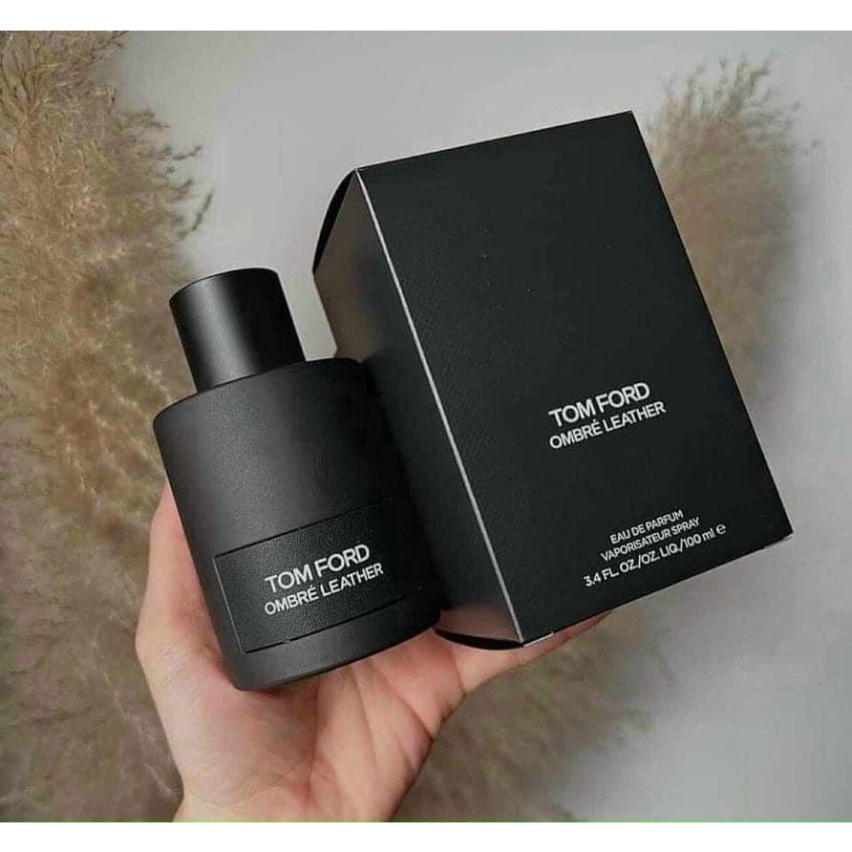 TOM FORD
OMBRÉ LEATHER
TOM FORD
OMBRÉ LEATHER
EAU DE PARFUM
VAPORISATEUR SPRAY
3.4 FL. OZ./OZ. LIQ./100 ml ℮